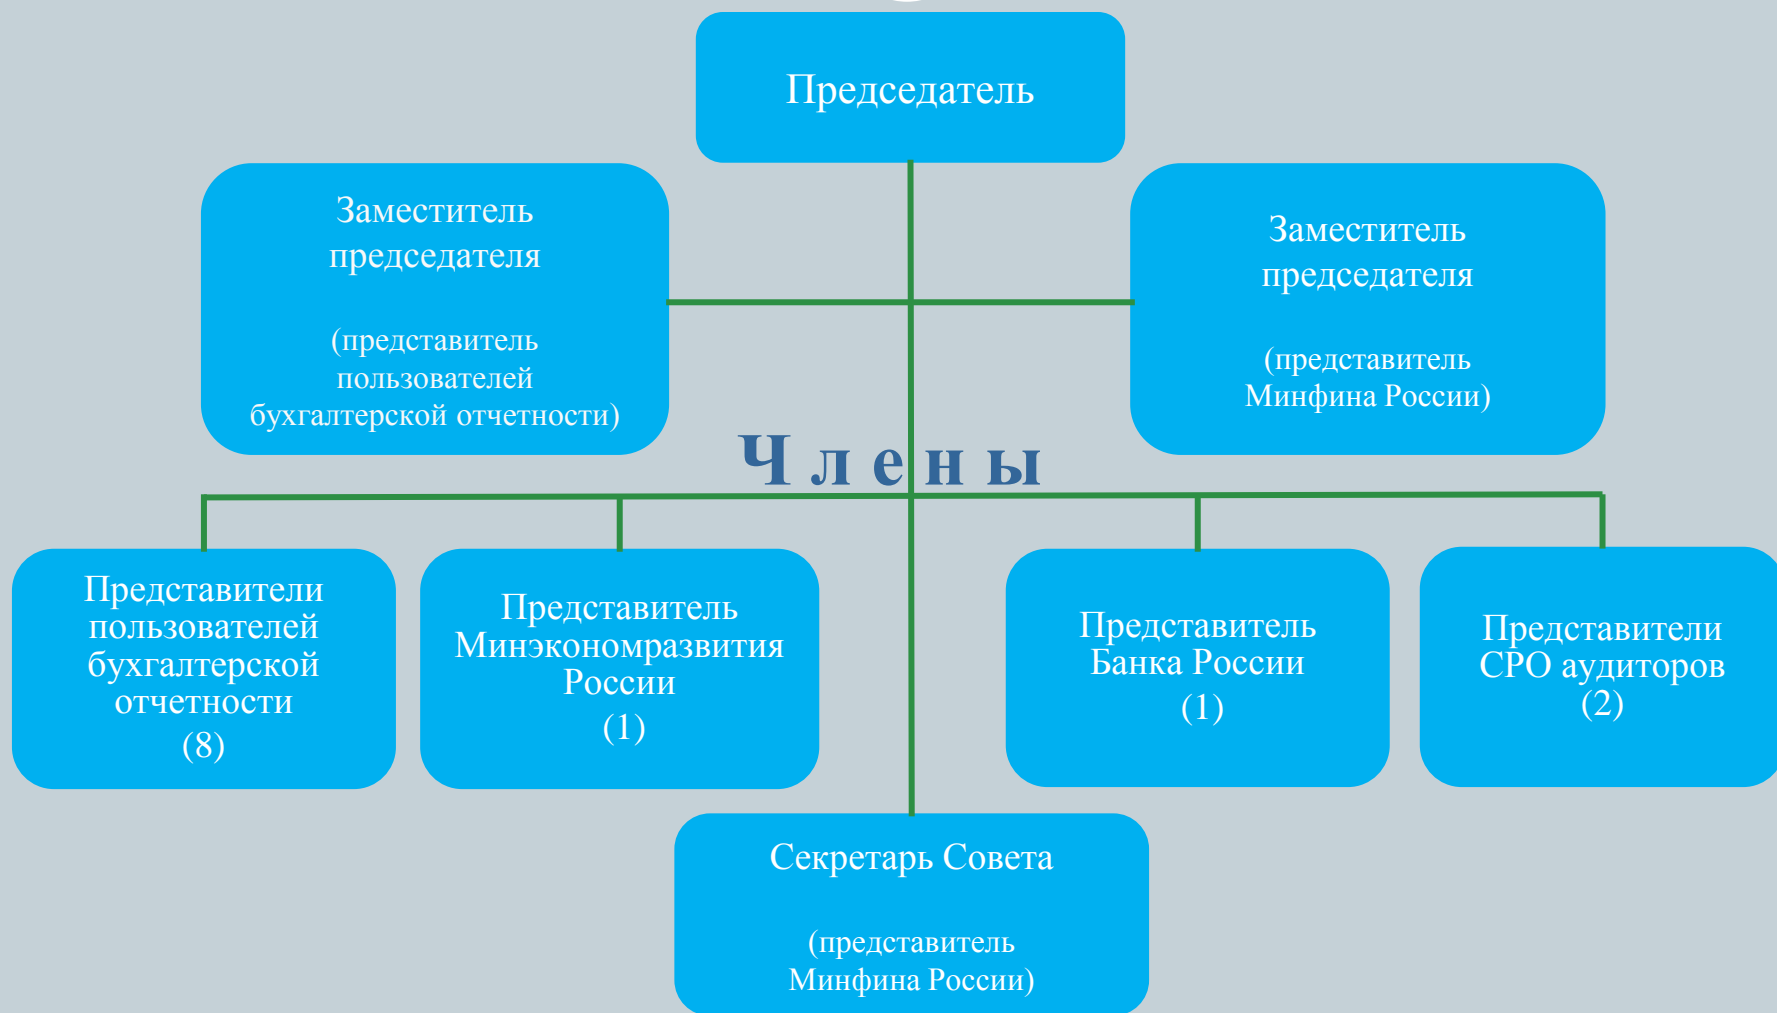 Председатель
Заместитель
председателя
(представитель
пользователей
бухгалтерской отчетности)
Заместитель
председателя
(представитель
Минфина России)
Члены
Представители
пользователей
бухгалтерской
отчетности
(8)
Представитель
Минэкономразвития
России
(1)
Представитель
Банка России
(1)
Представители
СРО аудиторов
(2)
Секретарь Совета
(представитель
Минфина России)